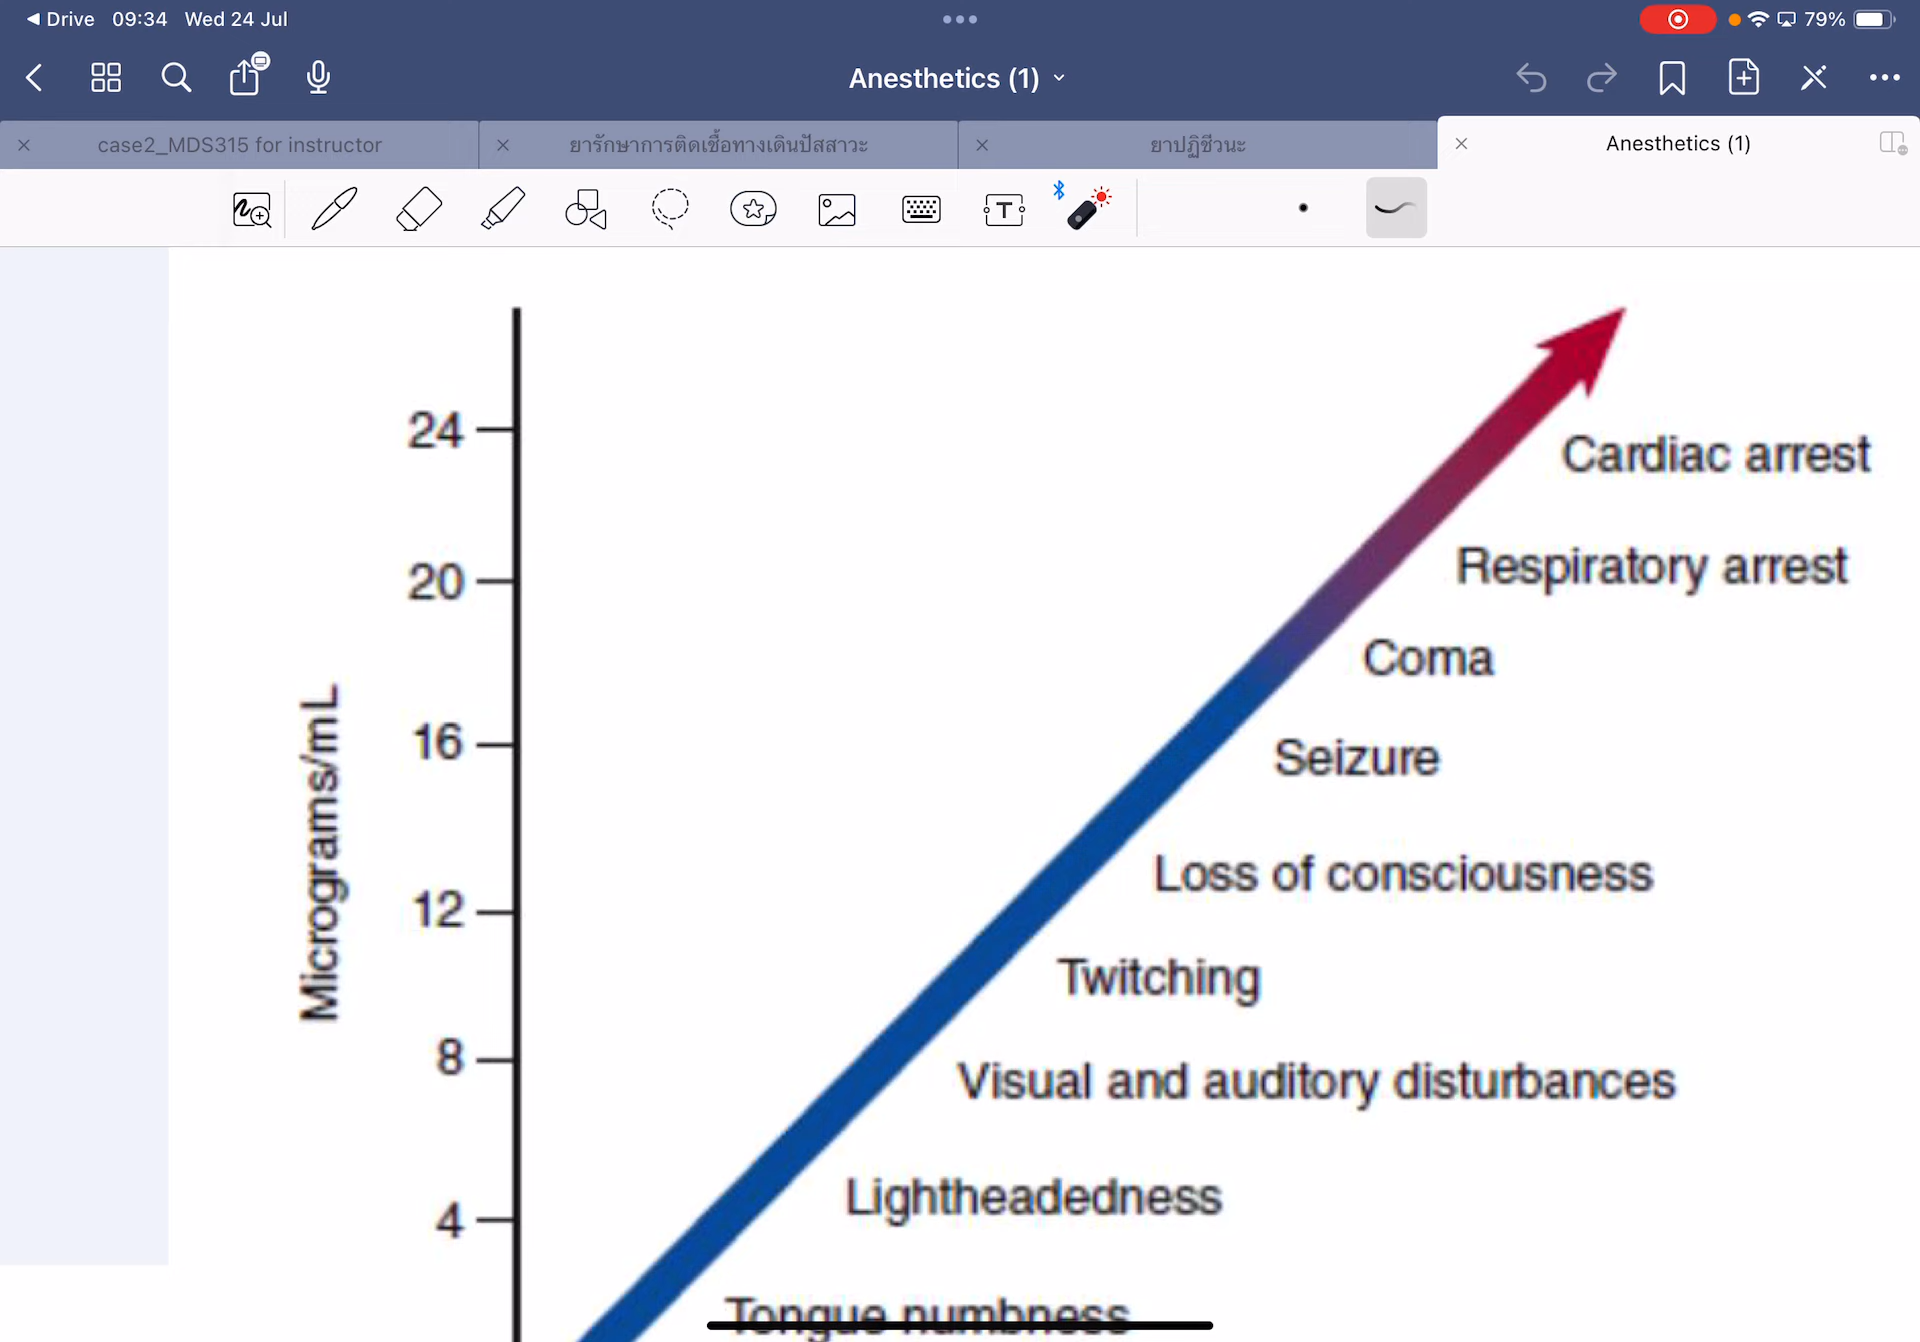 Drive 09:34 Wed 24 Jul
79%
Anesthetics (1)
case2_MDS315 for instructor
ยารักษาการติดเชื้อทางเดินปัสสาวะ
ยาปฏิชีวนะ
Anesthetics (1)
T
24
Cardiac arrest
20
Respiratory arrest
Coma
16
Seizure
Micrograms/mL
Loss of consciousness
12
Twitching
8
Visual and auditory disturbances
Lightheadedness
4
Tongue numbness